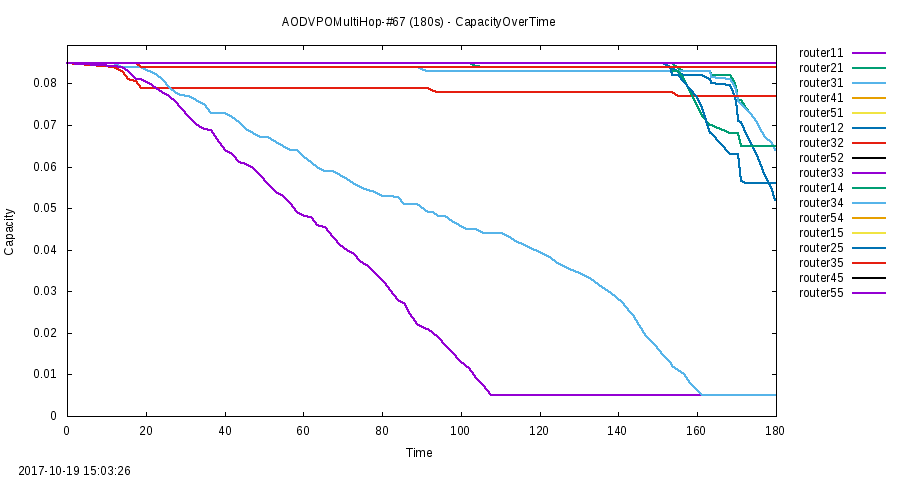 AODVPOMultiHop-#67 (180s) - CapacityOverTime
router11
router21
router31
router41
router51
router12
router32
router52
router33
router14
router34
router54
router15
router25
router35
router45
router55
0.08
0.07
0.06
0.05
0.04
0.03
0.02
0.01
0
Capacity
0 20 40 60 80 100 120 140 160 180
Time
2017-10-19 15:03:26